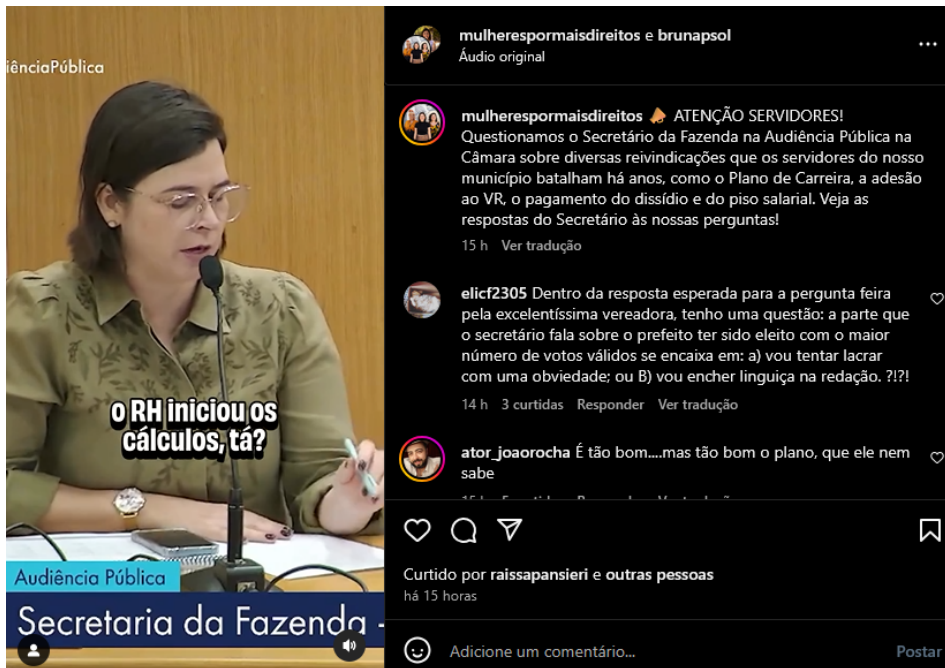 iênciaPública
o RH iniciou os
cálculos, tá?
Audiência Pública
Secretaria da Fazenda -
mulherespormaisdireitos e brunapsol
Áudio original
mulherespormaisdireitos 📣 ATENÇÃO SERVIDORES!
Questionamos o Secretário da Fazenda na Audiência Pública na
Câmara sobre diversas reivindicações que os servidores do nosso
município batalham há anos, como o Plano de Carreira, a adesão
ao VR, o pagamento do dissídio e do piso salarial. Veja as
respostas do Secretário às nossas perguntas!
15 h Ver tradução
elicf2305 Dentro da resposta esperada para a pergunta feira
pela excelentíssima vereadora, tenho uma questão: a parte que
o secretário fala sobre o prefeito ter sido eleito com o maior
número de votos válidos se encaixa em: a) vou tentar lacrar
com uma obviedade; ou B) vou encher linguiça na redação. ?!?!
14 h 3 curtidas Responder Ver tradução
ator_joaorocha É tão bom....mas tão bom o plano, que ele nem
sabe
Curtido por raissapansieri e outras pessoas
há 15 horas
Adicione um comentário...
Postar